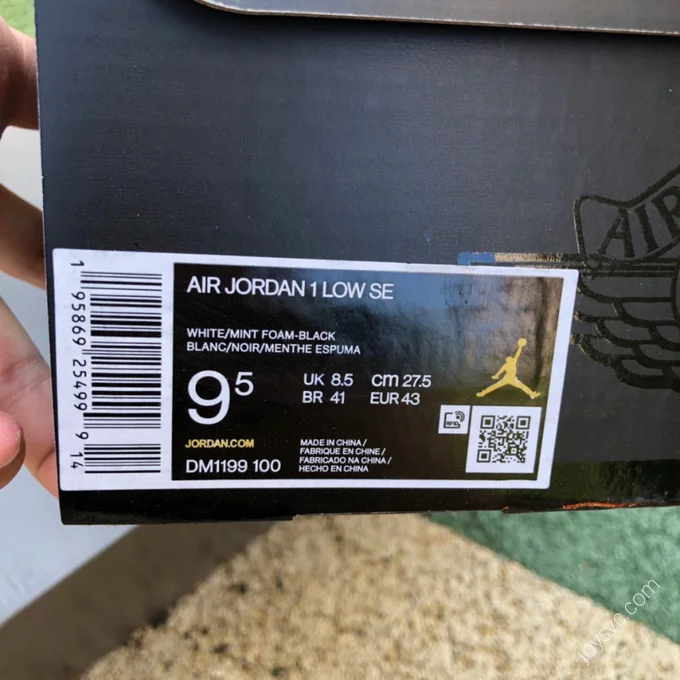 AIR
AIR JORDAN 1 LOW SE
WHITE/MINT FOAM-BLACK
BLANC/NOIR/MENTHE ESPUMA
9⁵
UK 8.5 cm 27.5
BR 41 EUR 43
JORDAN.COM
DM1199 100
MADE IN CHINA /
FABRIQUE EN CHINE /
FABRICADO NA CHINA /
HECHO EN CHINA
1 95869 25499 9 14
RFID
joysvc.com